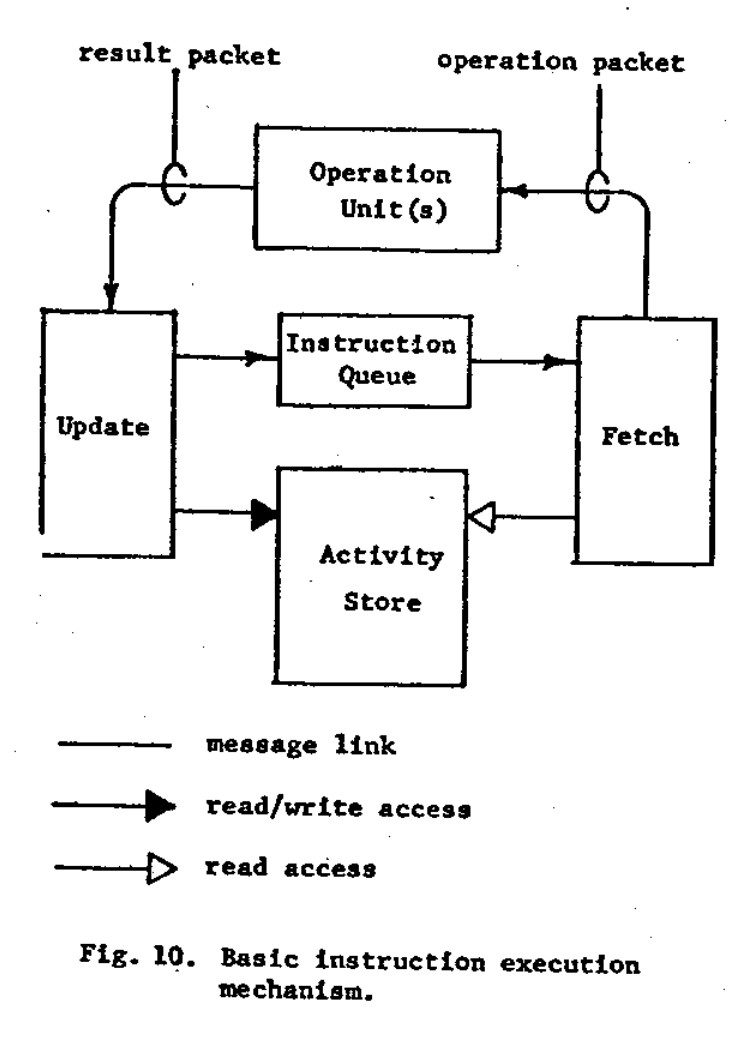 result packet
operation packet
Operation
Unit(s)
Instruction
Queue
Update
Fetch
Activity
Store
message link
read/write access
read access
Fig. 10. Basic instruction execution
mechanism.